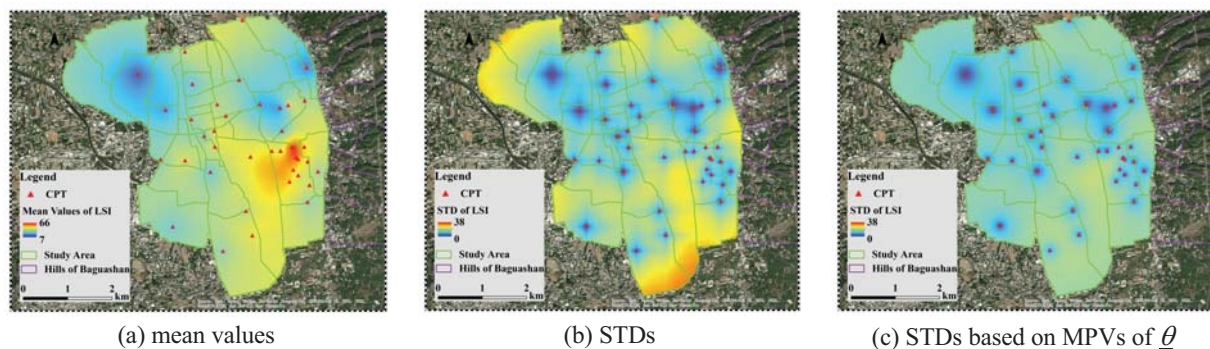 Legend
CPT
Mean Values of LSI
66
7
Study Area
Hills of Baguashan
0 1 2
km
(a) mean values
Legend
CPT
STD of LSI
38
0
Study Area
Hills of Baguashan
0 1 2
km
(b) STDs
Legend
CPT
STD of LSI
38
0
Study Area
Hills of Baguashan
0 1 2
km
(c) STDs based on MPVs of θ